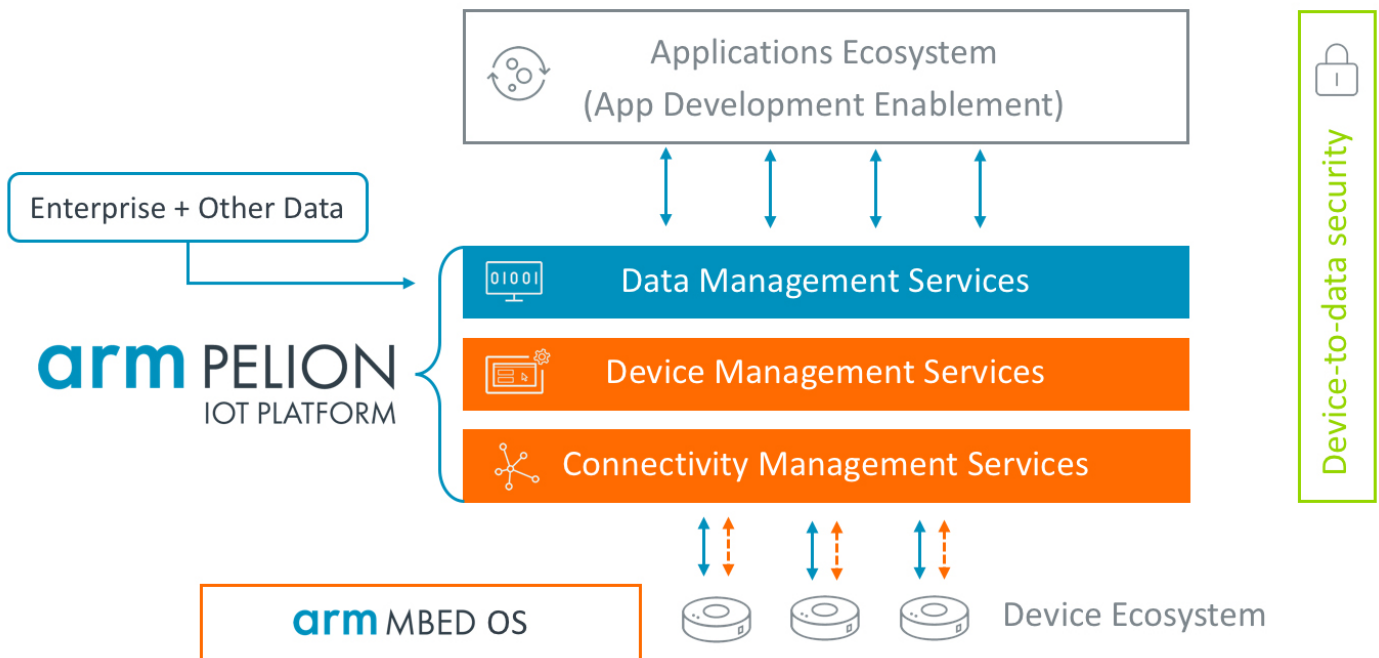 Applications Ecosystem
(App Development Enablement)
Enterprise + Other Data
01001
Data Management Services
arm PELION
IOT PLATFORM
Device Management Services
Connectivity Management Services
Device-to-data security
arm MBED OS
Device Ecosystem